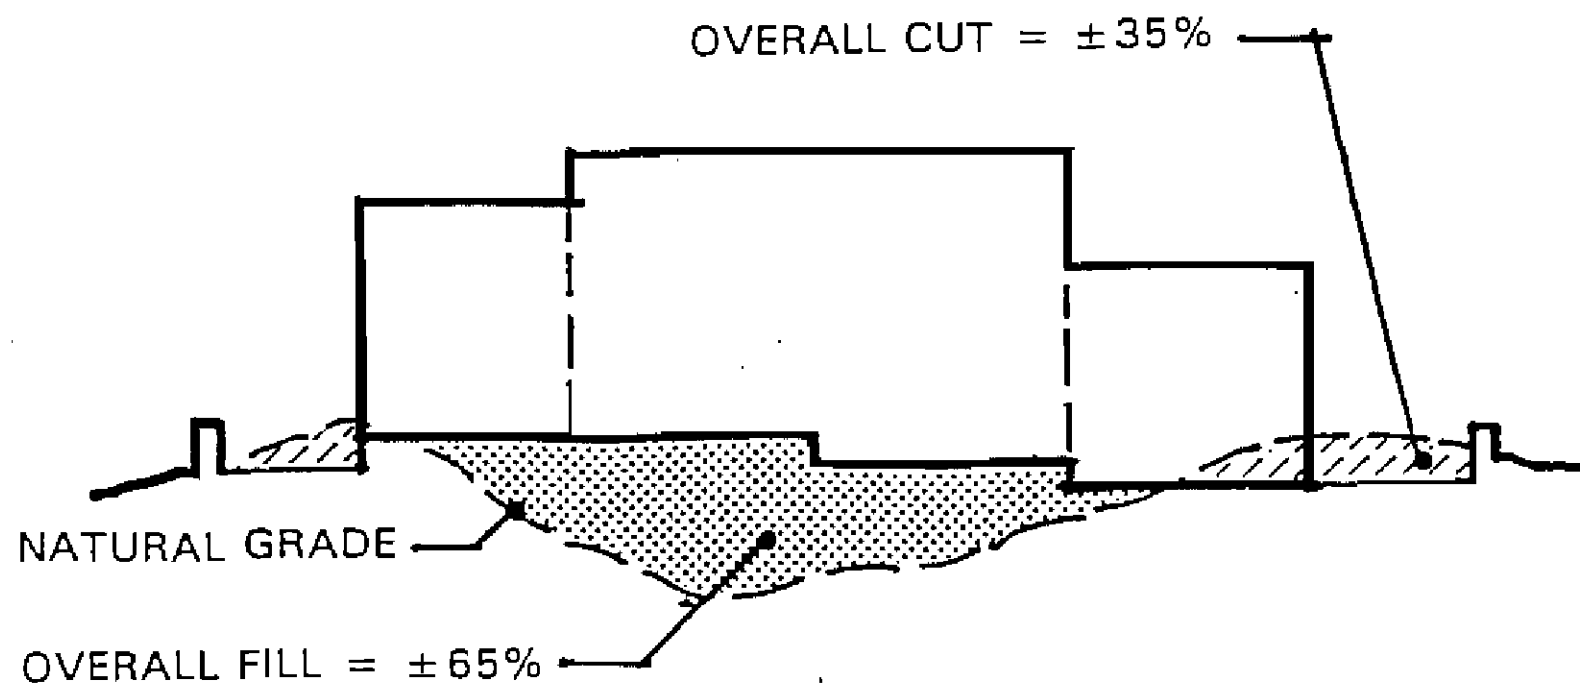 OVERALL CUT = ±35%
NATURAL GRADE
OVERALL FILL = ±65%